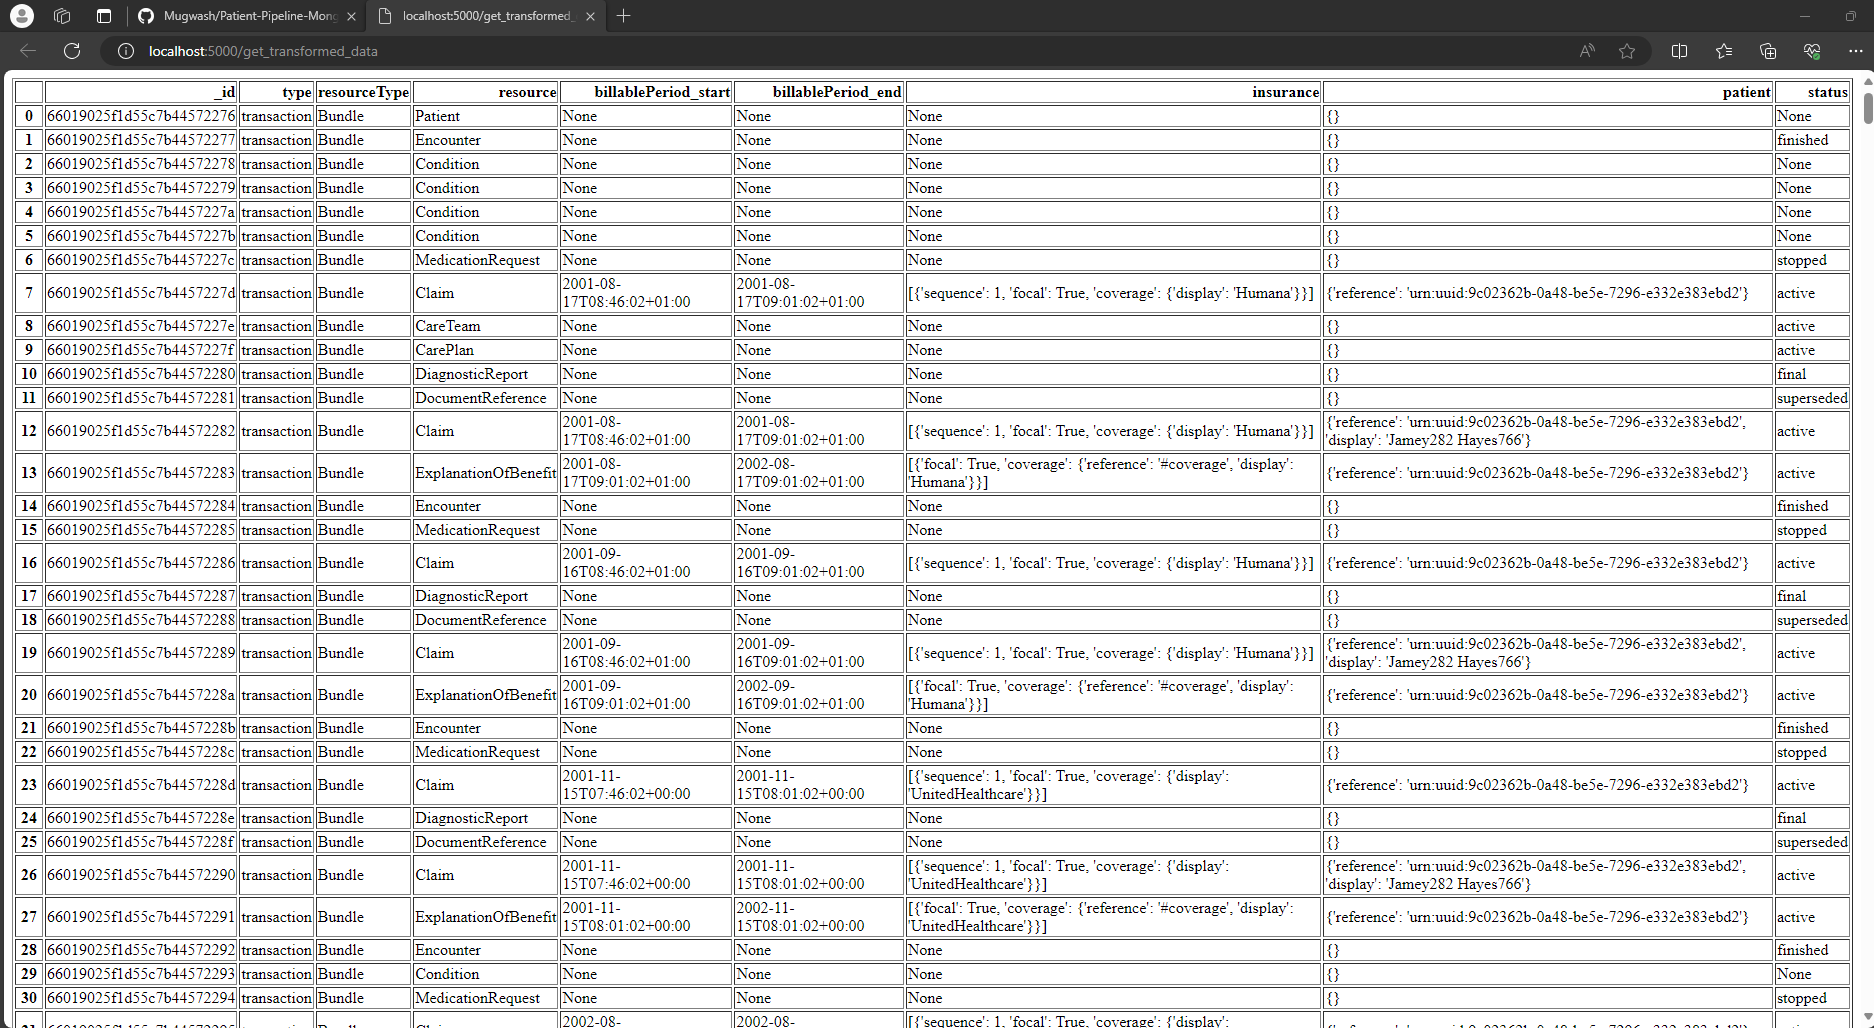 Mugwash/Patient-Pipeline-Mong
localhost:5000/get_transformed_
localhost:5000/get_transformed_data
_id type resourceType resource billablePeriod_start billablePeriod_end insurance patient status
0 66019025f1d55c7b44572276 transaction Bundle Patient None None None {} None
1 66019025f1d55c7b44572277 transaction Bundle Encounter None None None {} finished
2 66019025f1d55c7b44572278 transaction Bundle Condition None None None {} None
3 66019025f1d55c7b44572279 transaction Bundle Condition None None None {} None
4 66019025f1d55c7b4457227a transaction Bundle Condition None None None {} None
5 66019025f1d55c7b4457227b transaction Bundle Condition None None None {} None
6 66019025f1d55c7b4457227c transaction Bundle MedicationRequest None None None {} stopped
7 66019025f1d55c7b4457227d transaction Bundle Claim 2001-08-17T08:46:02+01:00 2001-08-17T09:01:02+01:00 [{'sequence': 1, 'focal': True, 'coverage': {'display': 'Humana'}}] {'reference': 'urn:uuid:9c02362b-0a48-be5e-7296-e332e383ebd2'} active
8 66019025f1d55c7b4457227e transaction Bundle CareTeam None None None {} active
9 66019025f1d55c7b4457227f transaction Bundle CarePlan None None None {} active
10 66019025f1d55c7b44572280 transaction Bundle DiagnosticReport None None None {} final
11 66019025f1d55c7b44572281 transaction Bundle DocumentReference None None None {} superseded
12 66019025f1d55c7b44572282 transaction Bundle Claim 2001-08-17T08:46:02+01:00 2001-08-17T09:01:02+01:00 [{'sequence': 1, 'focal': True, 'coverage': {'display': 'Humana'}}] {'reference': 'urn:uuid:9c02362b-0a48-be5e-7296-e332e383ebd2', 'display': 'Jamey282 Hayes766'} active
13 66019025f1d55c7b44572283 transaction Bundle ExplanationOfBenefit 2001-08-17T09:01:02+01:00 2002-08-17T09:01:02+01:00 [{'focal': True, 'coverage': {'reference': '#coverage', 'display': 'Humana'}}] {'reference': 'urn:uuid:9c02362b-0a48-be5e-7296-e332e383ebd2'} active
14 66019025f1d55c7b44572284 transaction Bundle Encounter None None None {} finished
15 66019025f1d55c7b44572285 transaction Bundle MedicationRequest None None None {} stopped
16 66019025f1d55c7b44572286 transaction Bundle Claim 2001-09-16T08:46:02+01:00 2001-09-16T09:01:02+01:00 [{'sequence': 1, 'focal': True, 'coverage': {'display': 'Humana'}}] {'reference': 'urn:uuid:9c02362b-0a48-be5e-7296-e332e383ebd2'} active
17 66019025f1d55c7b44572287 transaction Bundle DiagnosticReport None None None {} final
18 66019025f1d55c7b44572288 transaction Bundle DocumentReference None None None {} superseded
19 66019025f1d55c7b44572289 transaction Bundle Claim 2001-09-16T08:46:02+01:00 2001-09-16T09:01:02+01:00 [{'sequence': 1, 'focal': True, 'coverage': {'display': 'Humana'}}] {'reference': 'urn:uuid:9c02362b-0a48-be5e-7296-e332e383ebd2', 'display': 'Jamey282 Hayes766'} active
20 66019025f1d55c7b4457228a transaction Bundle ExplanationOfBenefit 2001-09-16T09:01:02+01:00 2002-09-16T09:01:02+01:00 [{'focal': True, 'coverage': {'reference': '#coverage', 'display': 'Humana'}}] {'reference': 'urn:uuid:9c02362b-0a48-be5e-7296-e332e383ebd2'} active
21 66019025f1d55c7b4457228b transaction Bundle Encounter None None None {} finished
22 66019025f1d55c7b4457228c transaction Bundle MedicationRequest None None None {} stopped
23 66019025f1d55c7b4457228d transaction Bundle Claim 2001-11-15T07:46:02+00:00 2001-11-15T08:01:02+00:00 [{'sequence': 1, 'focal': True, 'coverage': {'display': 'UnitedHealthcare'}}] {'reference': 'urn:uuid:9c02362b-0a48-be5e-7296-e332e383ebd2'} active
24 66019025f1d55c7b4457228e transaction Bundle DiagnosticReport None None None {} final
25 66019025f1d55c7b4457228f transaction Bundle DocumentReference None None None {} superseded
26 66019025f1d55c7b44572290 transaction Bundle Claim 2001-11-15T07:46:02+00:00 2001-11-15T08:01:02+00:00 [{'sequence': 1, 'focal': True, 'coverage': {'display': 'UnitedHealthcare'}}] {'reference': 'urn:uuid:9c02362b-0a48-be5e-7296-e332e383ebd2', 'display': 'Jamey282 Hayes766'} active
27 66019025f1d55c7b44572291 transaction Bundle ExplanationOfBenefit 2001-11-15T08:01:02+00:00 2002-11-15T08:01:02+00:00 [{'focal': True, 'coverage': {'reference': '#coverage', 'display': 'UnitedHealthcare'}}] {'reference': 'urn:uuid:9c02362b-0a48-be5e-7296-e332e383ebd2'} active
28 66019025f1d55c7b44572292 transaction Bundle Encounter None None None {} finished
29 66019025f1d55c7b44572293 transaction Bundle Condition None None None {} None
30 66019025f1d55c7b44572294 transaction Bundle MedicationRequest None None None {} stopped
2002-08- 2002-08- [{'sequence': 1, 'focal': True, 'coverage': {'display':